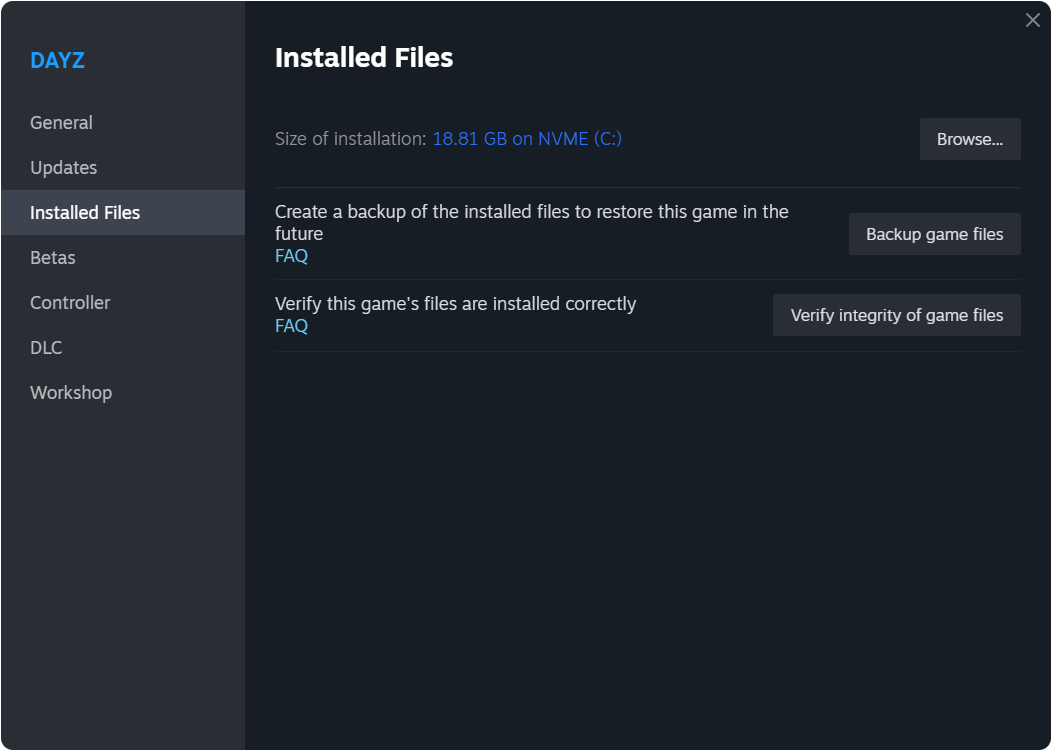 DAYZ
General
Updates
Installed Files
Betas
Controller
DLC
Workshop
Installed Files
Size of installation: 18.81 GB on NVME (C:)
Browse...
Create a backup of the installed files to restore this game in the
future
FAQ
Backup game files
Verify this game's files are installed correctly
FAQ
Verify integrity of game files